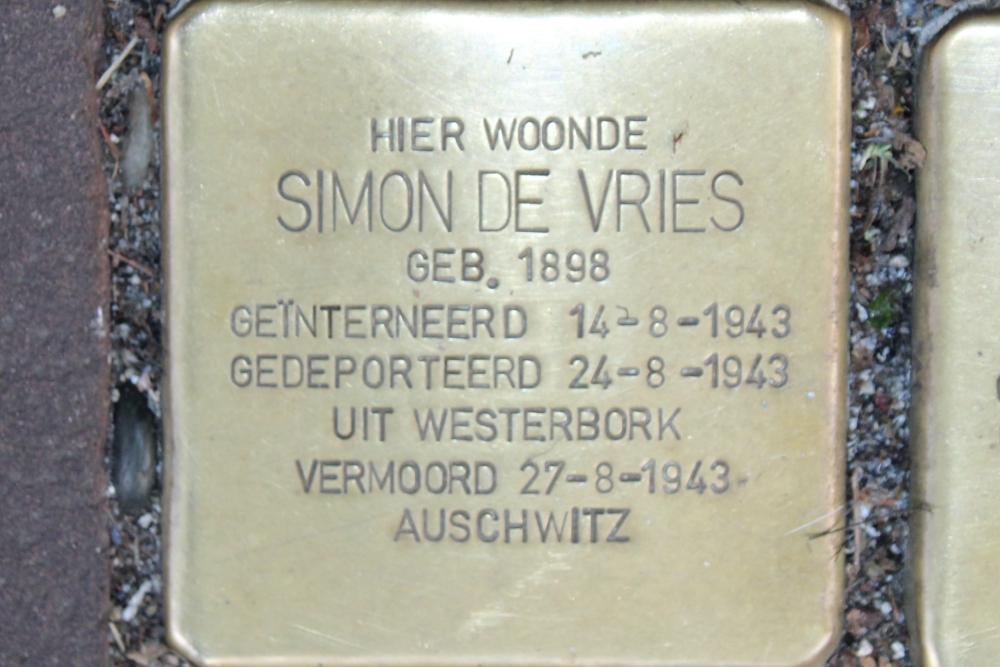 HIER WOONDE
SIMON DE VRIES
GEB. 1898
GEÏNTERNEERD 14-8-1943
GEDEPORTEERD 24-8-1943
UIT WESTERBORK
VERMOORD 27-8-1943
AUSCHWITZ